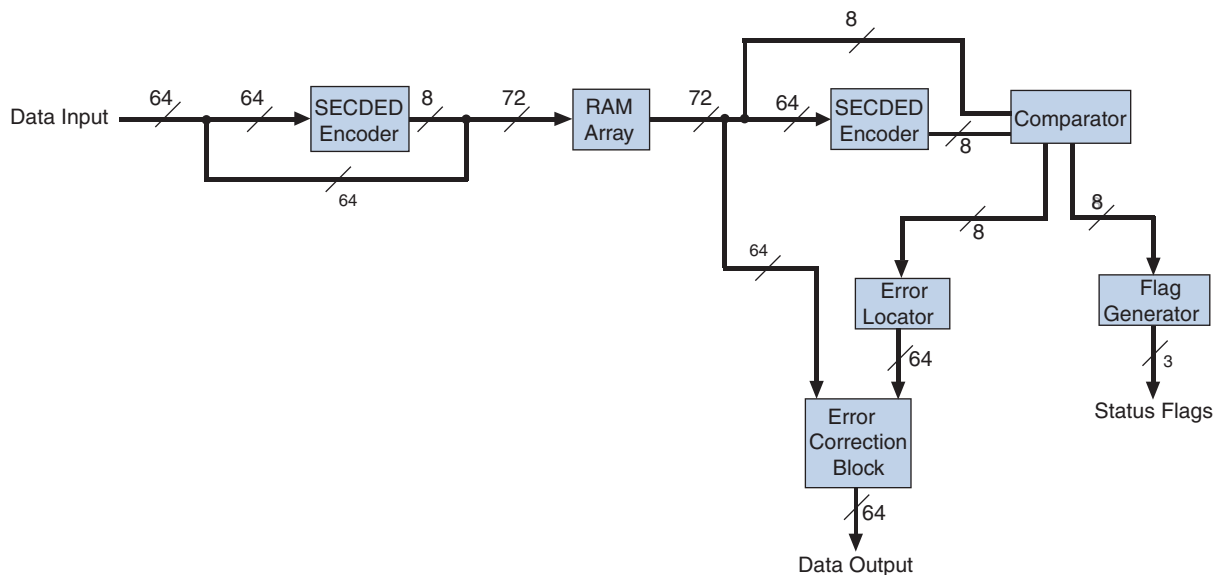 8
64
64
8
72
72
64
Data Input
SECDED
Encoder
RAM
Array
SECDED
Encoder
Comparator
8
64
8
8
64
Error
Locator
Flag
Generator
64
3
Error
Correction
Block
Status Flags
64
Data Output